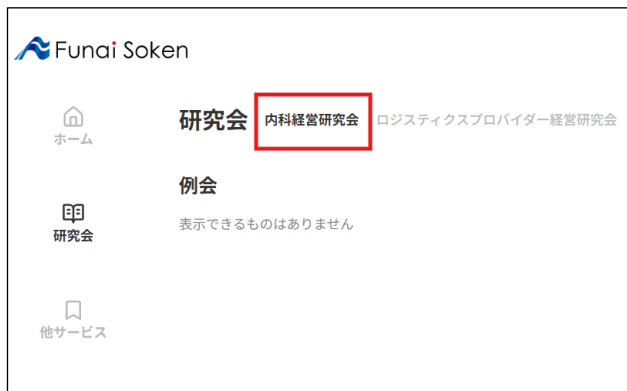 Funai Soken
ホーム
研究会
他サービス
研究会 内科経営研究会 ロジスティクスプロバイダー経営研究会
例会
表示できるものはありません